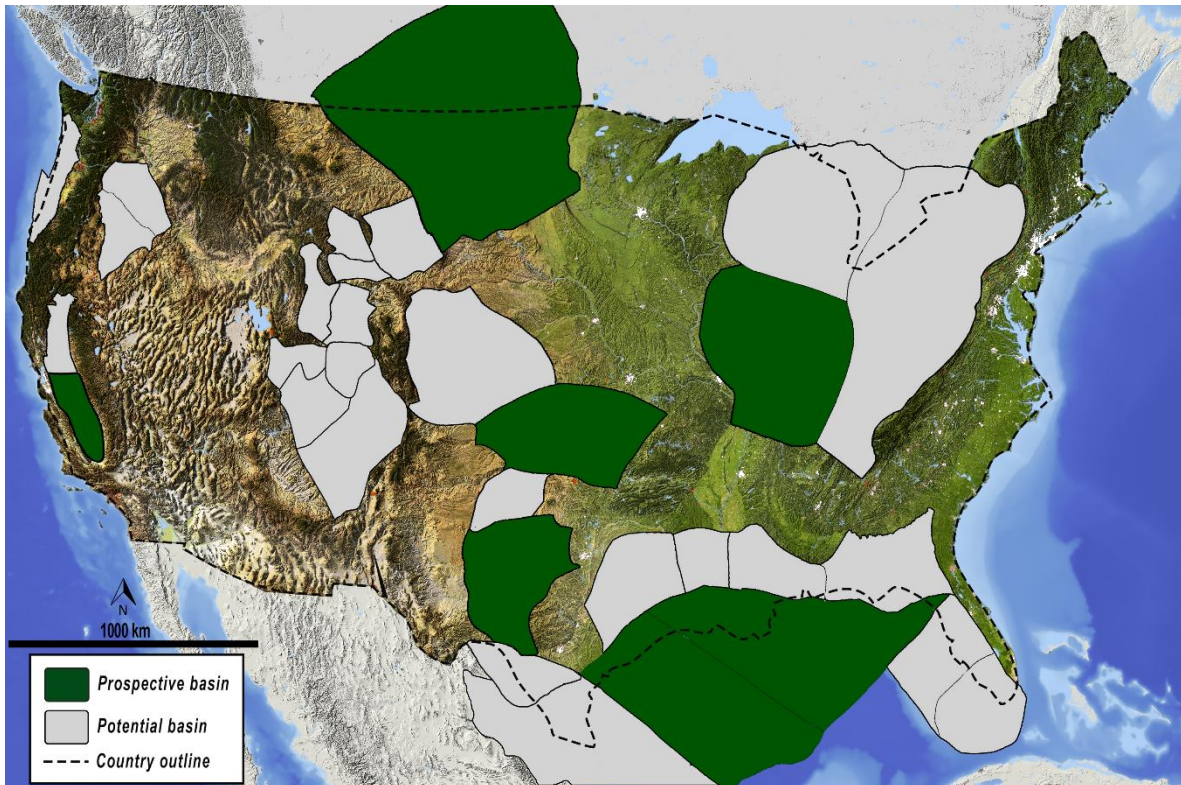 N
1000 km
Prospective basin
Potential basin
Country outline